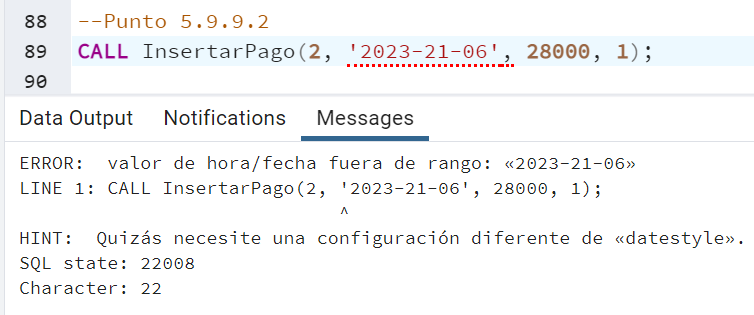 88 --Punto 5.9.9.2
89 CALL InsertarPago(2, '2023-21-06', 28000, 1);
90
Data Output Notifications Messages
ERROR:  valor de hora/fecha fuera de rango: «2023-21-06»
LINE 1: CALL InsertarPago(2, '2023-21-06', 28000, 1);
^
HINT:  Quizás necesite una configuración diferente de «datestyle».
SQL state: 22008
Character: 22